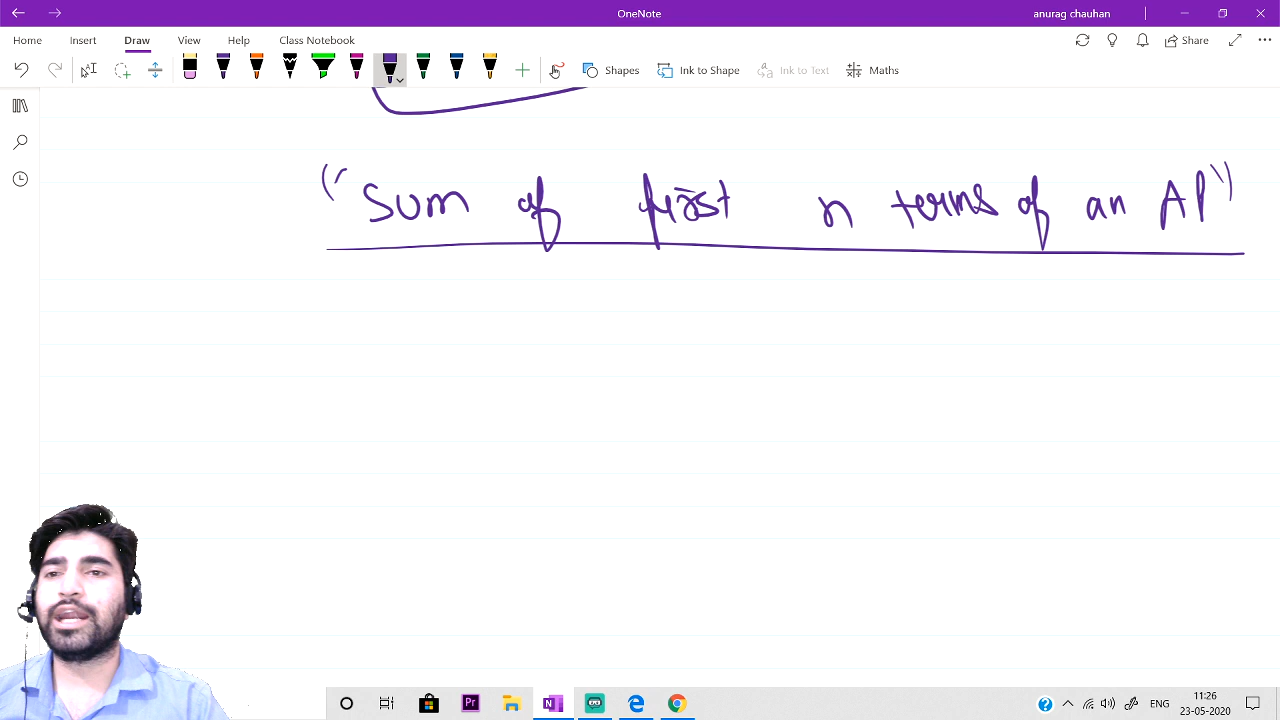 OneNote
anurag chauhan
Home Insert Draw View Help Class Notebook
Share
Shapes Ink to Shape Ink to Text Maths
("Sum of first n terms of an AP")
Pr
N
ENG
11:26
23-05-2020